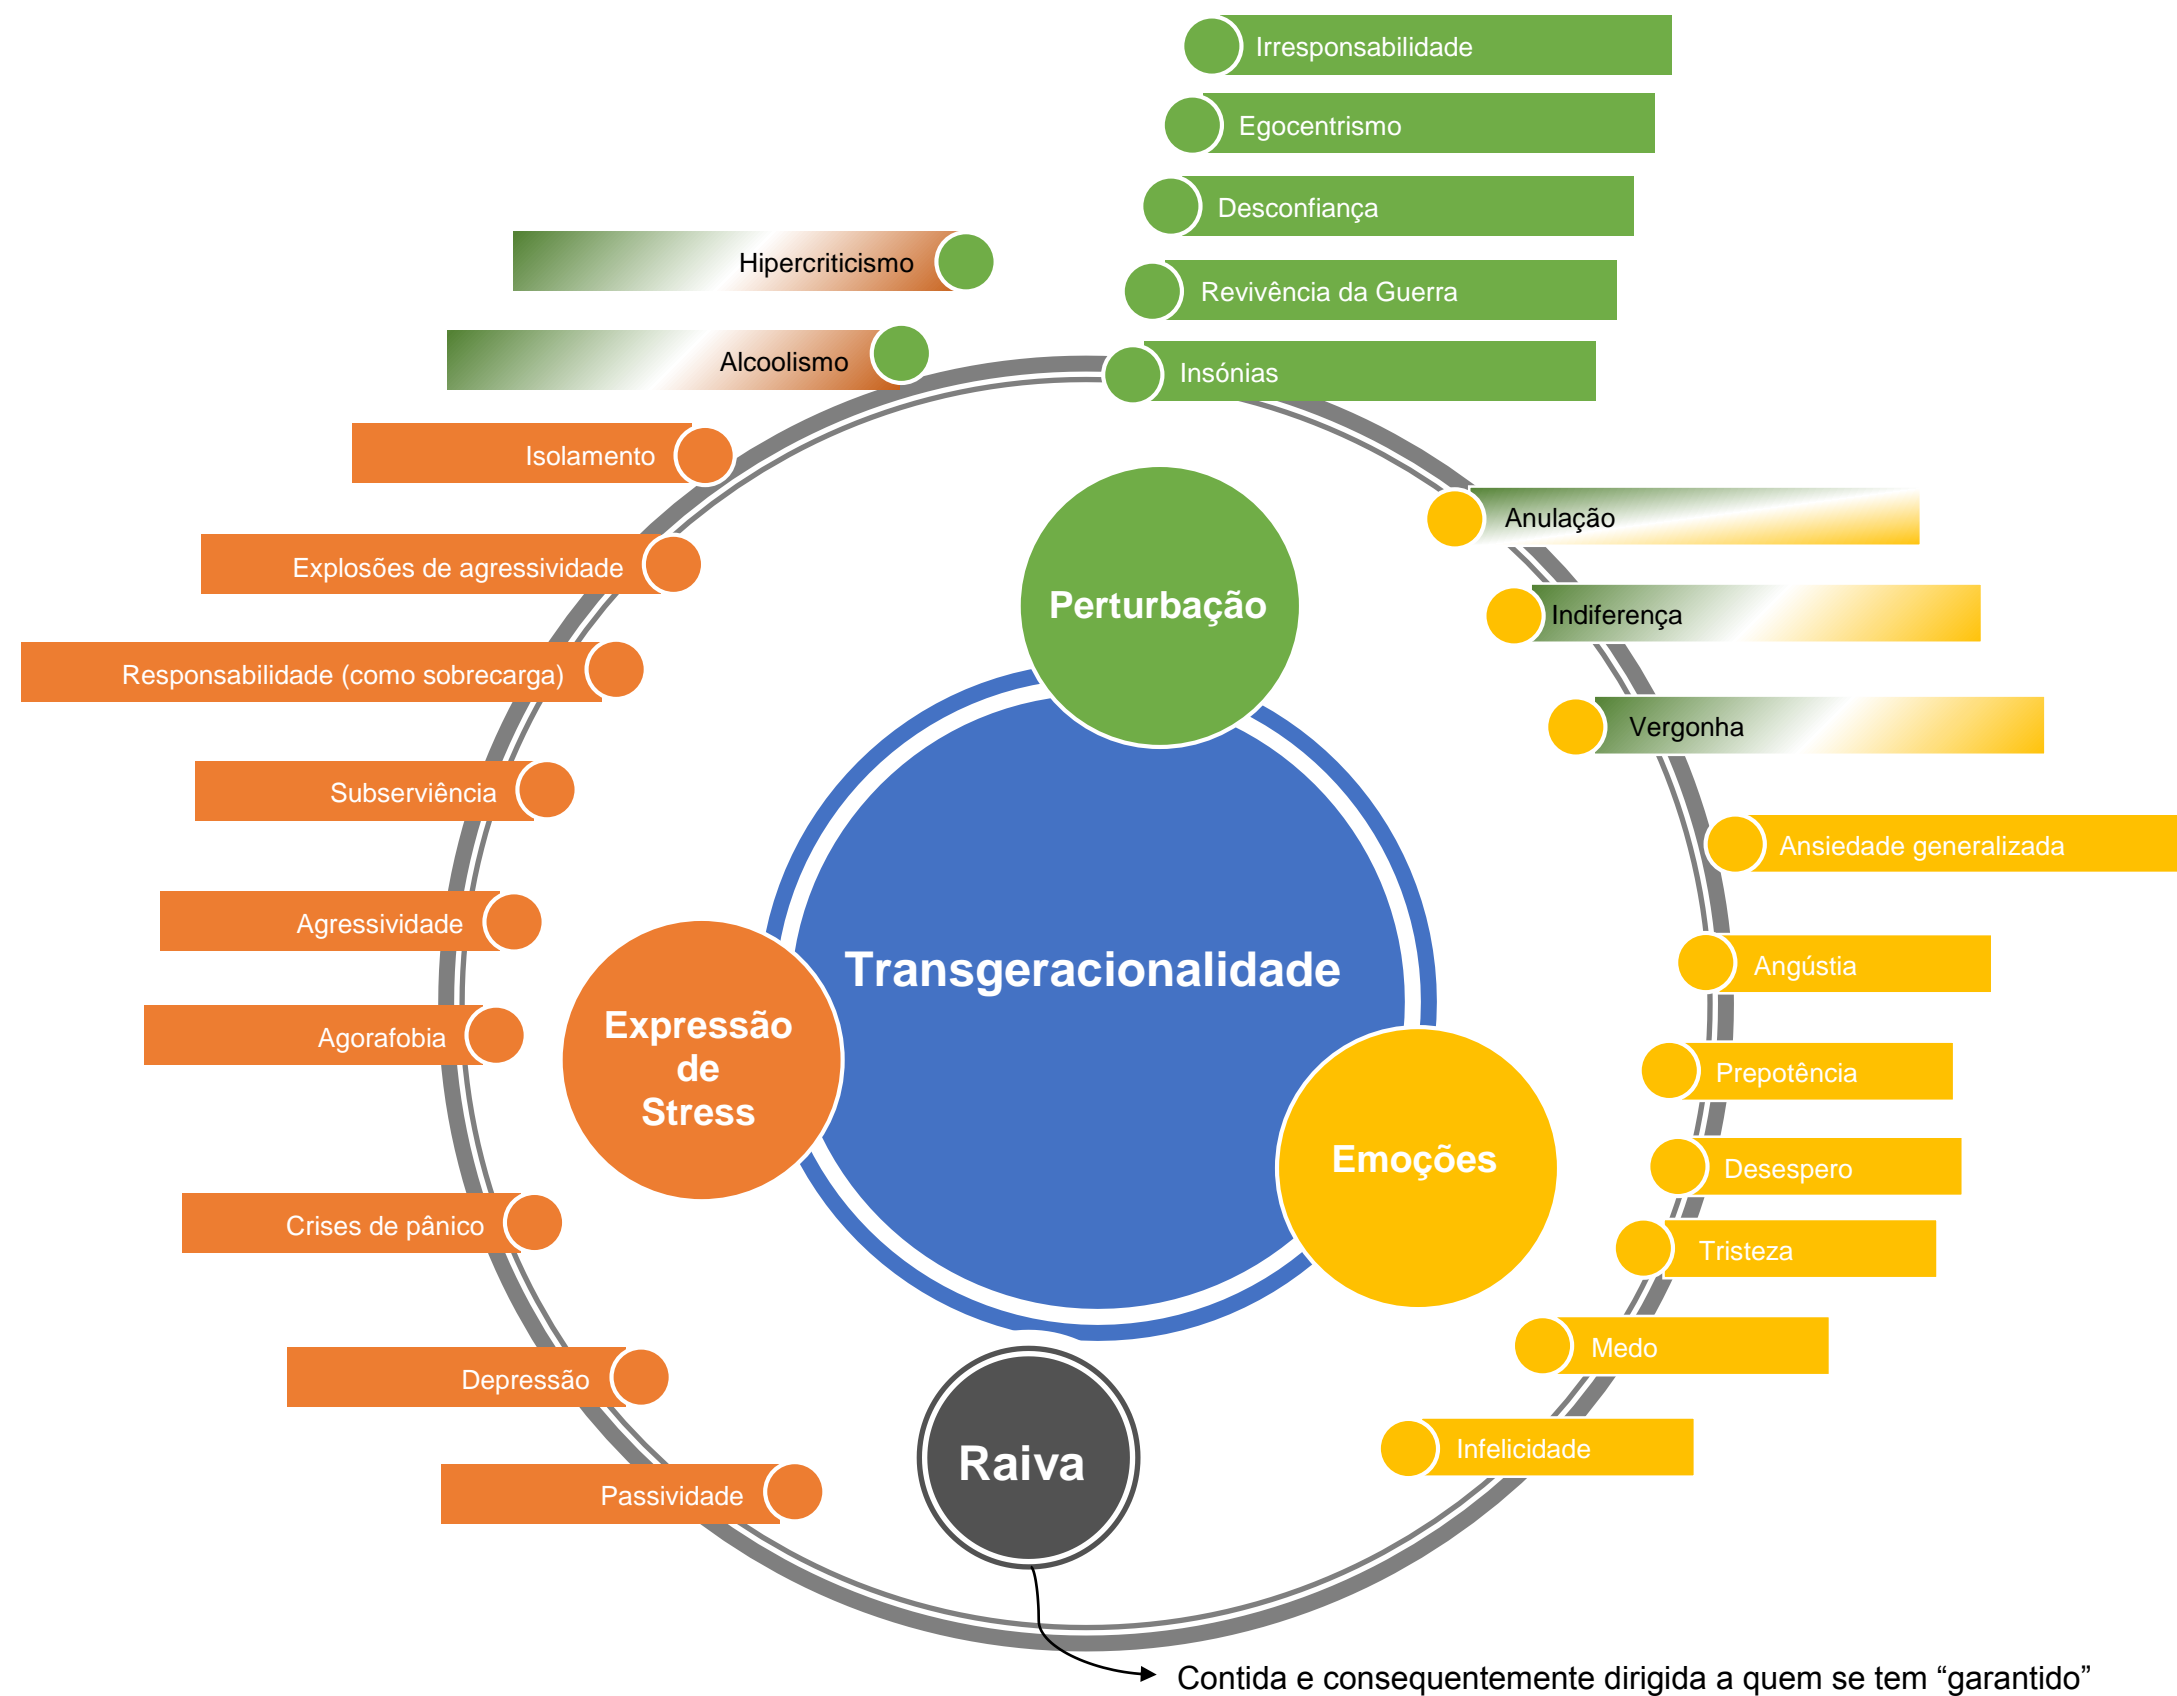 Irresponsabilidade
Egocentrismo
Desconfiança
Hipercriticismo
Revivência da Guerra
Alcoolismo
Insónias
Isolamento
Anulação
Explosões de agressividade
Perturbação
Indiferença
Responsabilidade (como sobrecarga)
Vergonha
Subserviência
Ansiedade generalizada
Agressividade
Transgeracionalidade
Angústia
Expressão
de
Stress
Agorafobia
Prepotência
Emoções
Desespero
Crises de pânico
Tristeza
Medo
Depressão
Infelicidade
Raiva
Passividade
Contida e consequentemente dirigida a quem se tem “garantido”